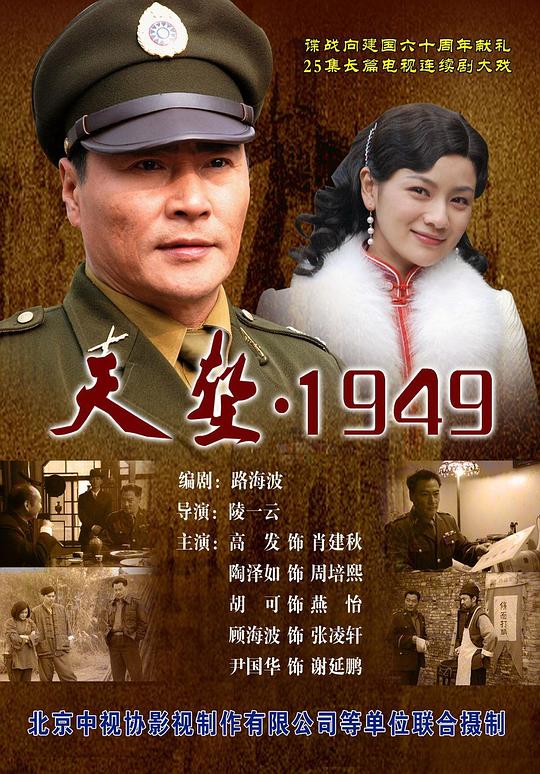 谍战向建国六十周年献礼
25集长篇电视连续剧大戏
天堑·1949
编剧：路海波
导演：陵一云
主演：高 发 饰 肖建秋
陶泽如 饰 周培熙
胡 可 饰 燕 怡
顾海波 饰 张凌轩
尹国华 饰 谢延鹏
北京中视协影视制作有限公司等单位联合摄制